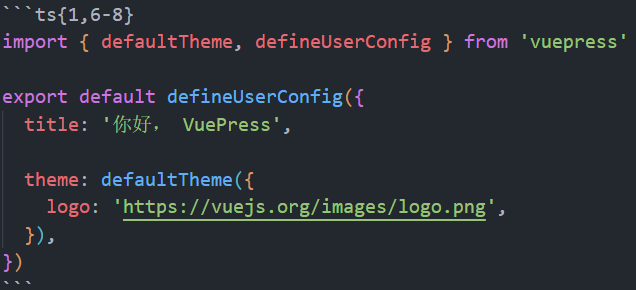 ```ts{1,6-8}
import { defaultTheme, defineUserConfig } from 'vuepress'

export default defineUserConfig({
  title: '你好， VuePress',

  theme: defaultTheme({
    logo: 'https://vuejs.org/images/logo.png',
  }),
})
```